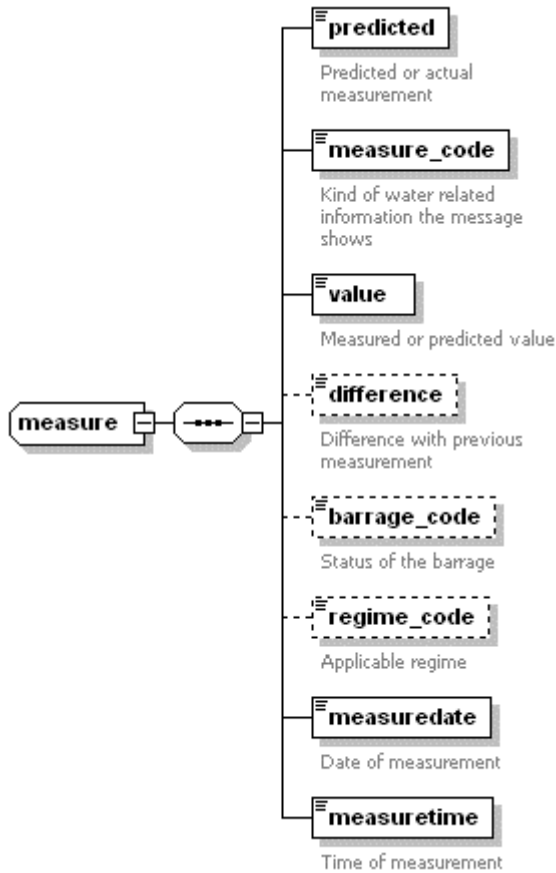 predicted
Predicted or actual
measurement
measure_code
Kind of water related
information the message
shows
value
Measured or predicted value
difference
Difference with previous
measurement
measure
barrage_code
Status of the barrage
regime_code
Applicable regime
measuredate
Date of measurement
measuretime
Time of measurement